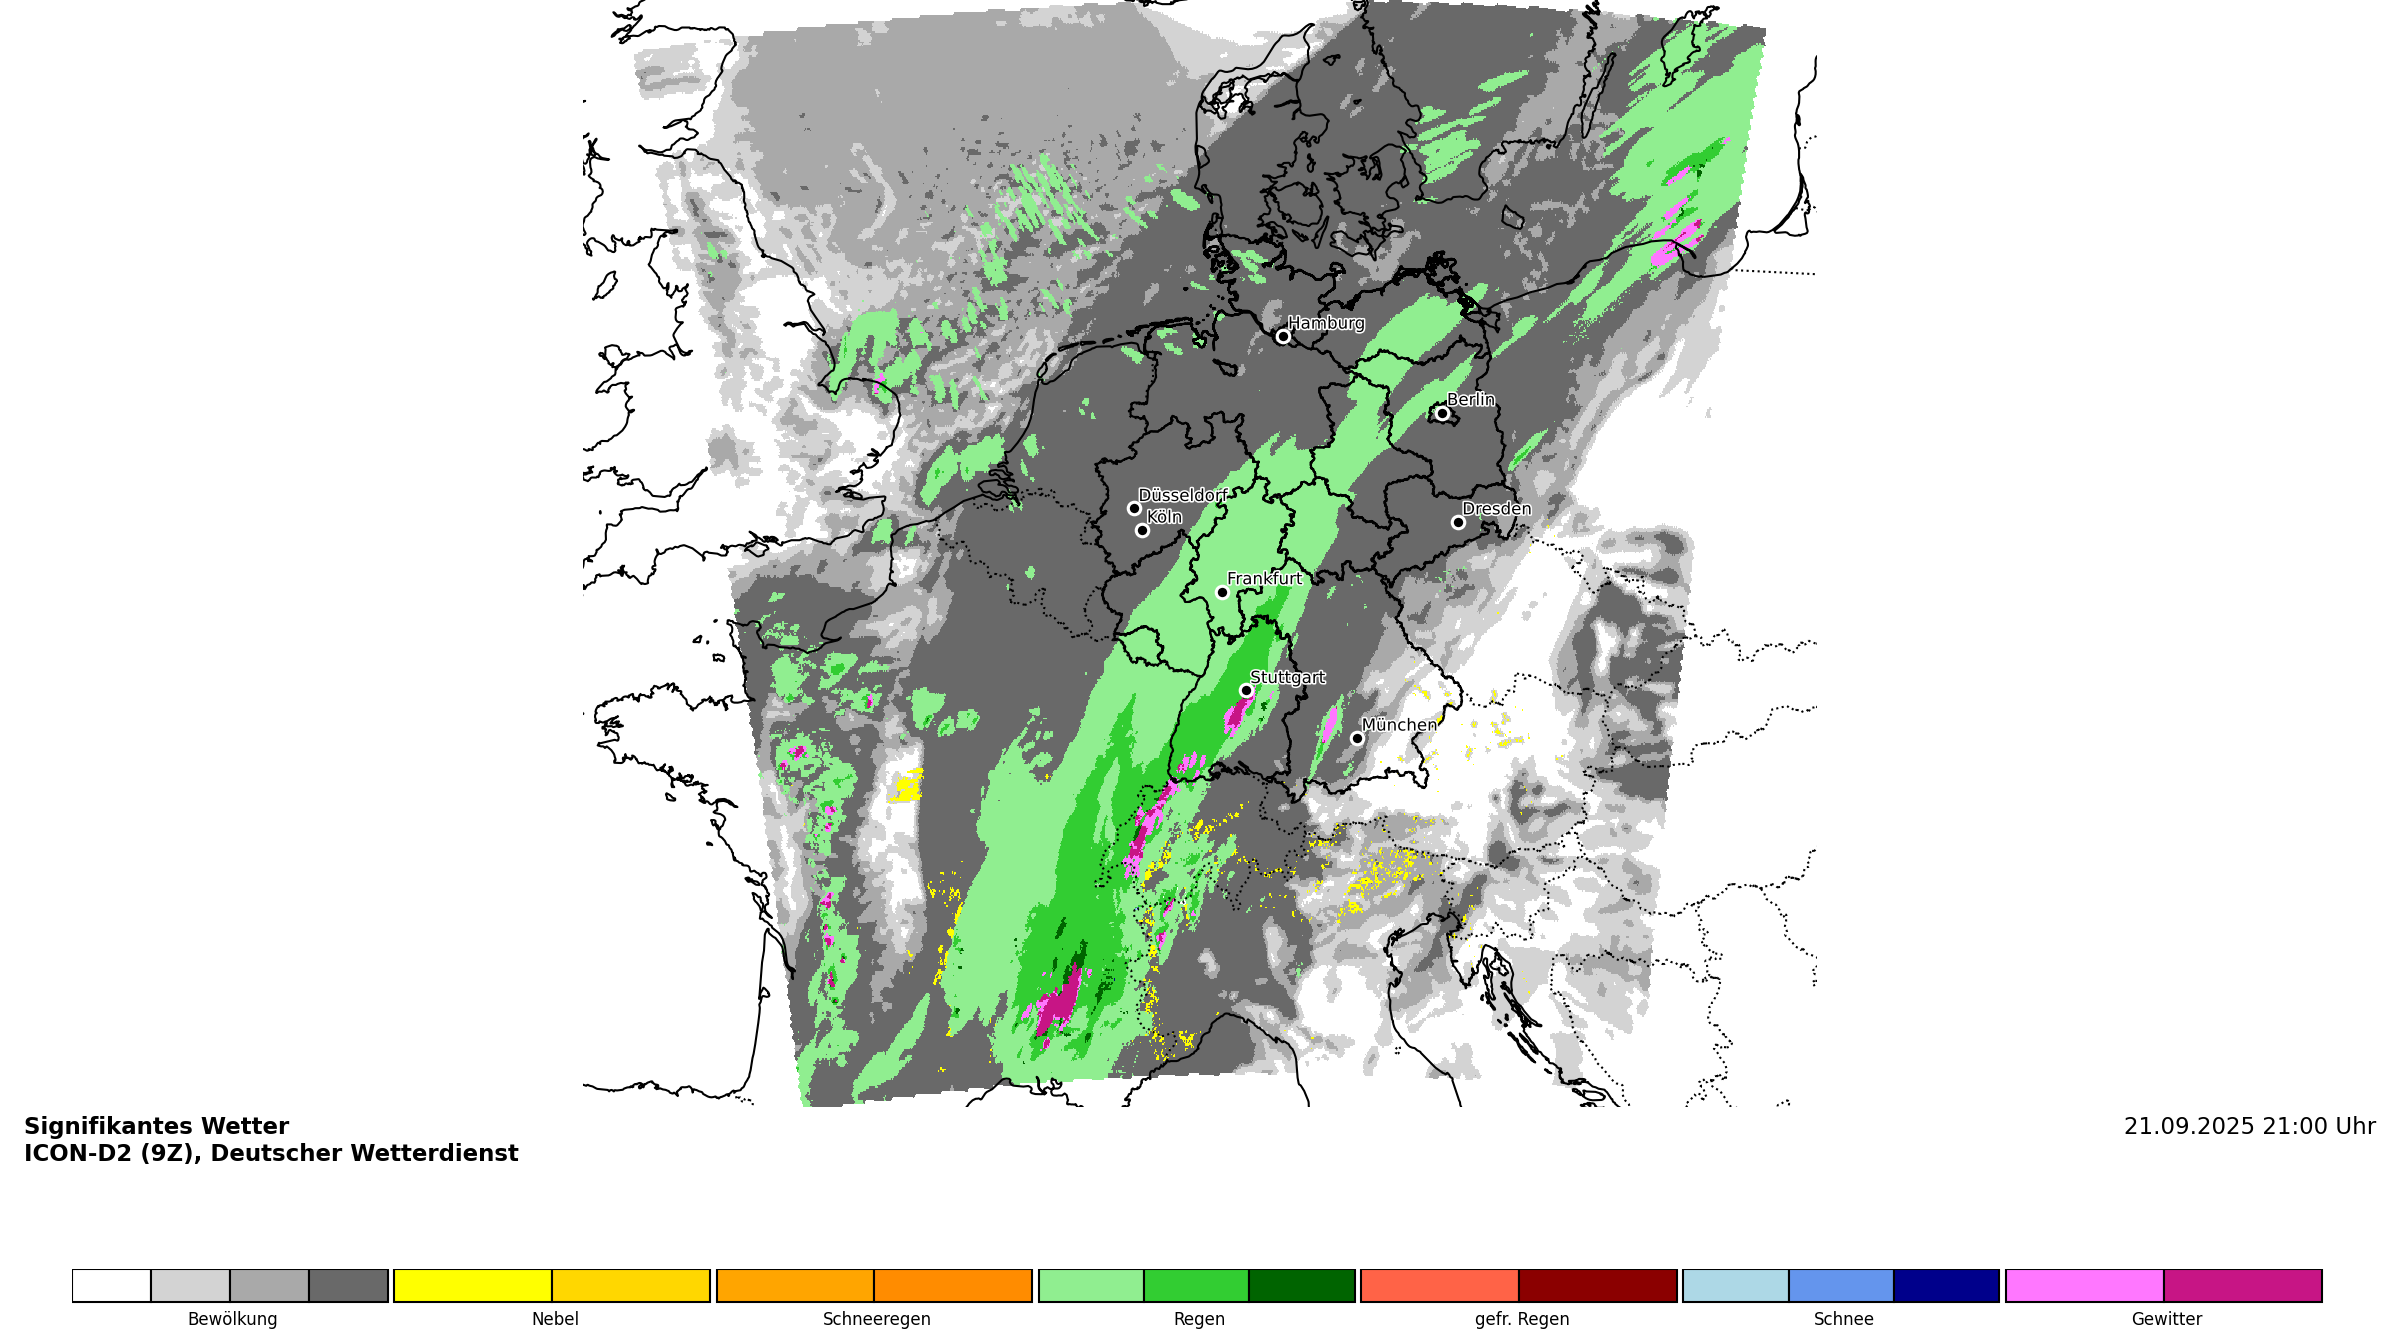 Hamburg
Berlin
Düsseldorf
Köln
Dresden
Frankfurt
Stuttgart
München
Signifikantes Wetter
ICON-D2 (9Z), Deutscher Wetterdienst
21.09.2025 21:00 Uhr
Bewölkung
Nebel
Schneeregen
Regen
gefr. Regen
Schnee
Gewitter